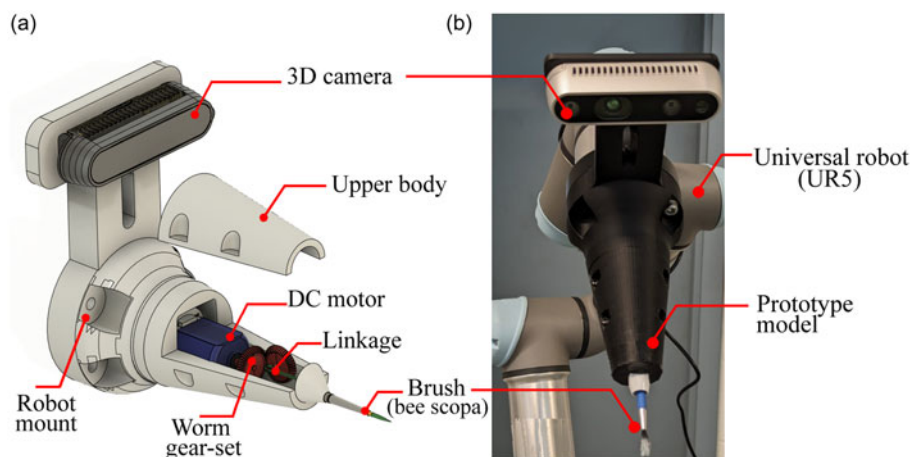 (a)
(b)
3D camera
Upper body
Universal robot
(UR5)
DC motor
Linkage
Prototype
model
Brush
(bee scopa)
Robot
mount
Worm
gear-set